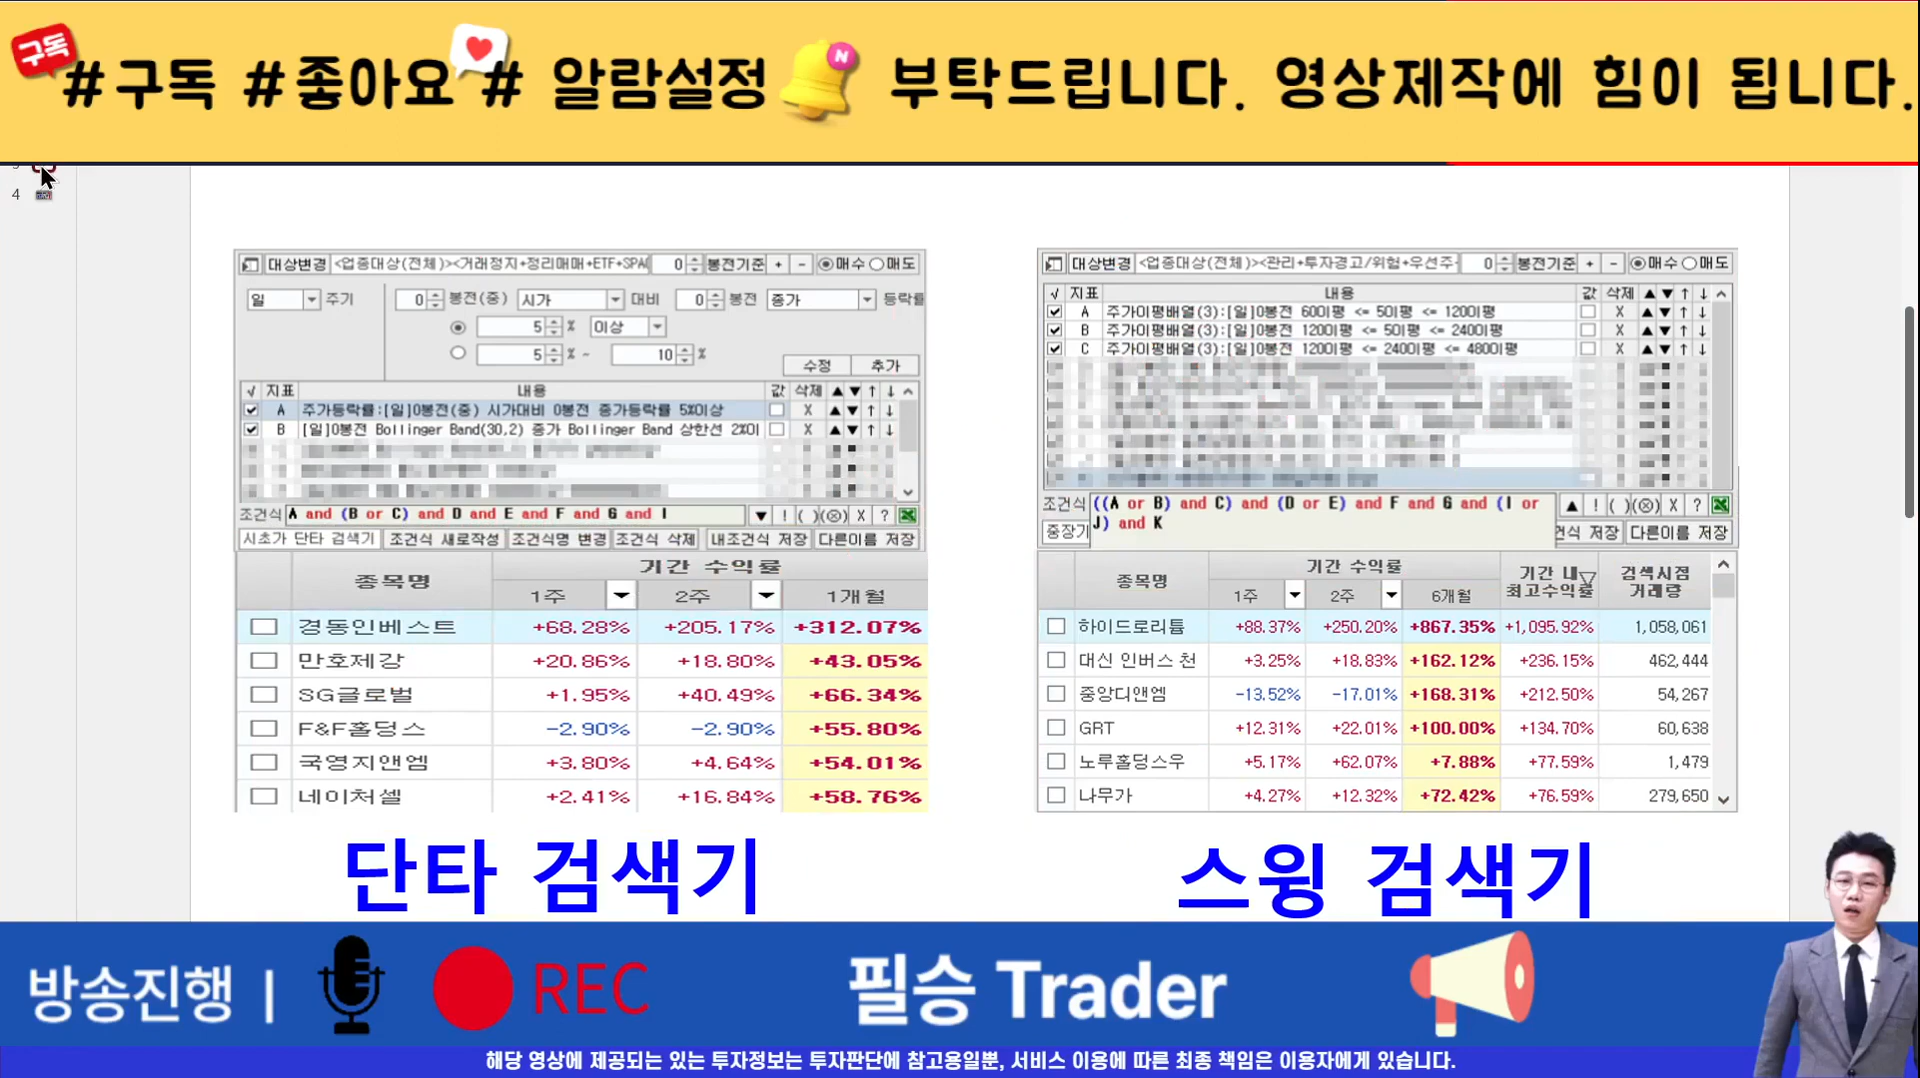 구독
#구독 #좋아요 # 알람설정 N 부탁드립니다. 영상제작에 힘이 됩니다.
4
대상변경 <업종대상(전체)><거래정지+정리매매+ETF+SPA 0 봉전기준 + - 매수 매도
일 주기 0 봉전(중) 시가 대비 0 봉전 종가 등락률
5 % 이상
5 % ~ 10 %
수정 추가
√ 지표 내용 값 삭제 ▲ ▼ ↑ ↓
A 주가등락률:[일]0봉전(중) 시가대비 0봉전 종가등락률 5%이상 X ▲ ▼ ↑ ↓
B [일]0봉전 Bollinger Band(30,2) 종가 Bollinger Band 상한선 2%이 X ▲ ▼ ↑ ↓
조건식 A and (B or C) and D and E and F and G and I ▼ ! ( ) (⊗) X ?
시초가 단타 검색기 조건식 새로작성 조건식명 변경 조건식 삭제 내조건식 저장 다른이름 저장
종목명 기간 수익률
1주 2주 1개월
경동인베스트 +68.28% +205.17% +312.07%
만호제강 +20.86% +18.80% +43.05%
SG글로벌 +1.95% +40.49% +66.34%
F&F홀딩스 -2.90% -2.90% +55.80%
국영지앤엠 +3.80% +4.64% +54.01%
네이처셀 +2.41% +16.84% +58.76%
단타 검색기
대상변경 <업종대상(전체)><관리+투자경고/위험+우선주 0 봉전기준 + - 매수 매도
√ 지표 내용 값 삭제 ▲ ▼ ↑ ↓
A 주가이평배열(3):[일]0봉전 60이평 <= 5이평 <= 120이평 X ▲ ▼ ↑ ↓
B 주가이평배열(3):[일]0봉전 120이평 <= 5이평 <= 240이평 X ▲ ▼ ↑ ↓
C 주가이평배열(3):[일]0봉전 120이평 <= 240이평 <= 480이평 X ▲ ▼ ↑ ↓
조건식 ((A or B) and C) and (D or E) and F and G and (I or
J) and K ▲ ! ( ) (⊗) X ?
중장기 건식 저장 다른이름 저장
종목명 기간 수익률 기간 내 최고수익률 검색시점 거래량
1주 2주 6개월
하이드로리튬 +88.37% +250.20% +867.35% +1,095.92% 1,058,061
대신 인버스 천 +3.25% +18.83% +162.12% +236.15% 462,444
중앙디앤엠 -13.52% -17.01% +168.31% +212.50% 54,267
GRT +12.31% +22.01% +100.00% +134.70% 60,638
노루홀딩스우 +5.17% +62.07% +7.88% +77.59% 1,479
나무가 +4.27% +12.32% +72.42% +76.59% 279,650
스윙 검색기
방송진행 | REC 필승 Trader
해당 영상에 제공되는 있는 투자정보는 투자판단에 참고용일뿐, 서비스 이용에 따른 최종 책임은 이용자에게 있습니다.